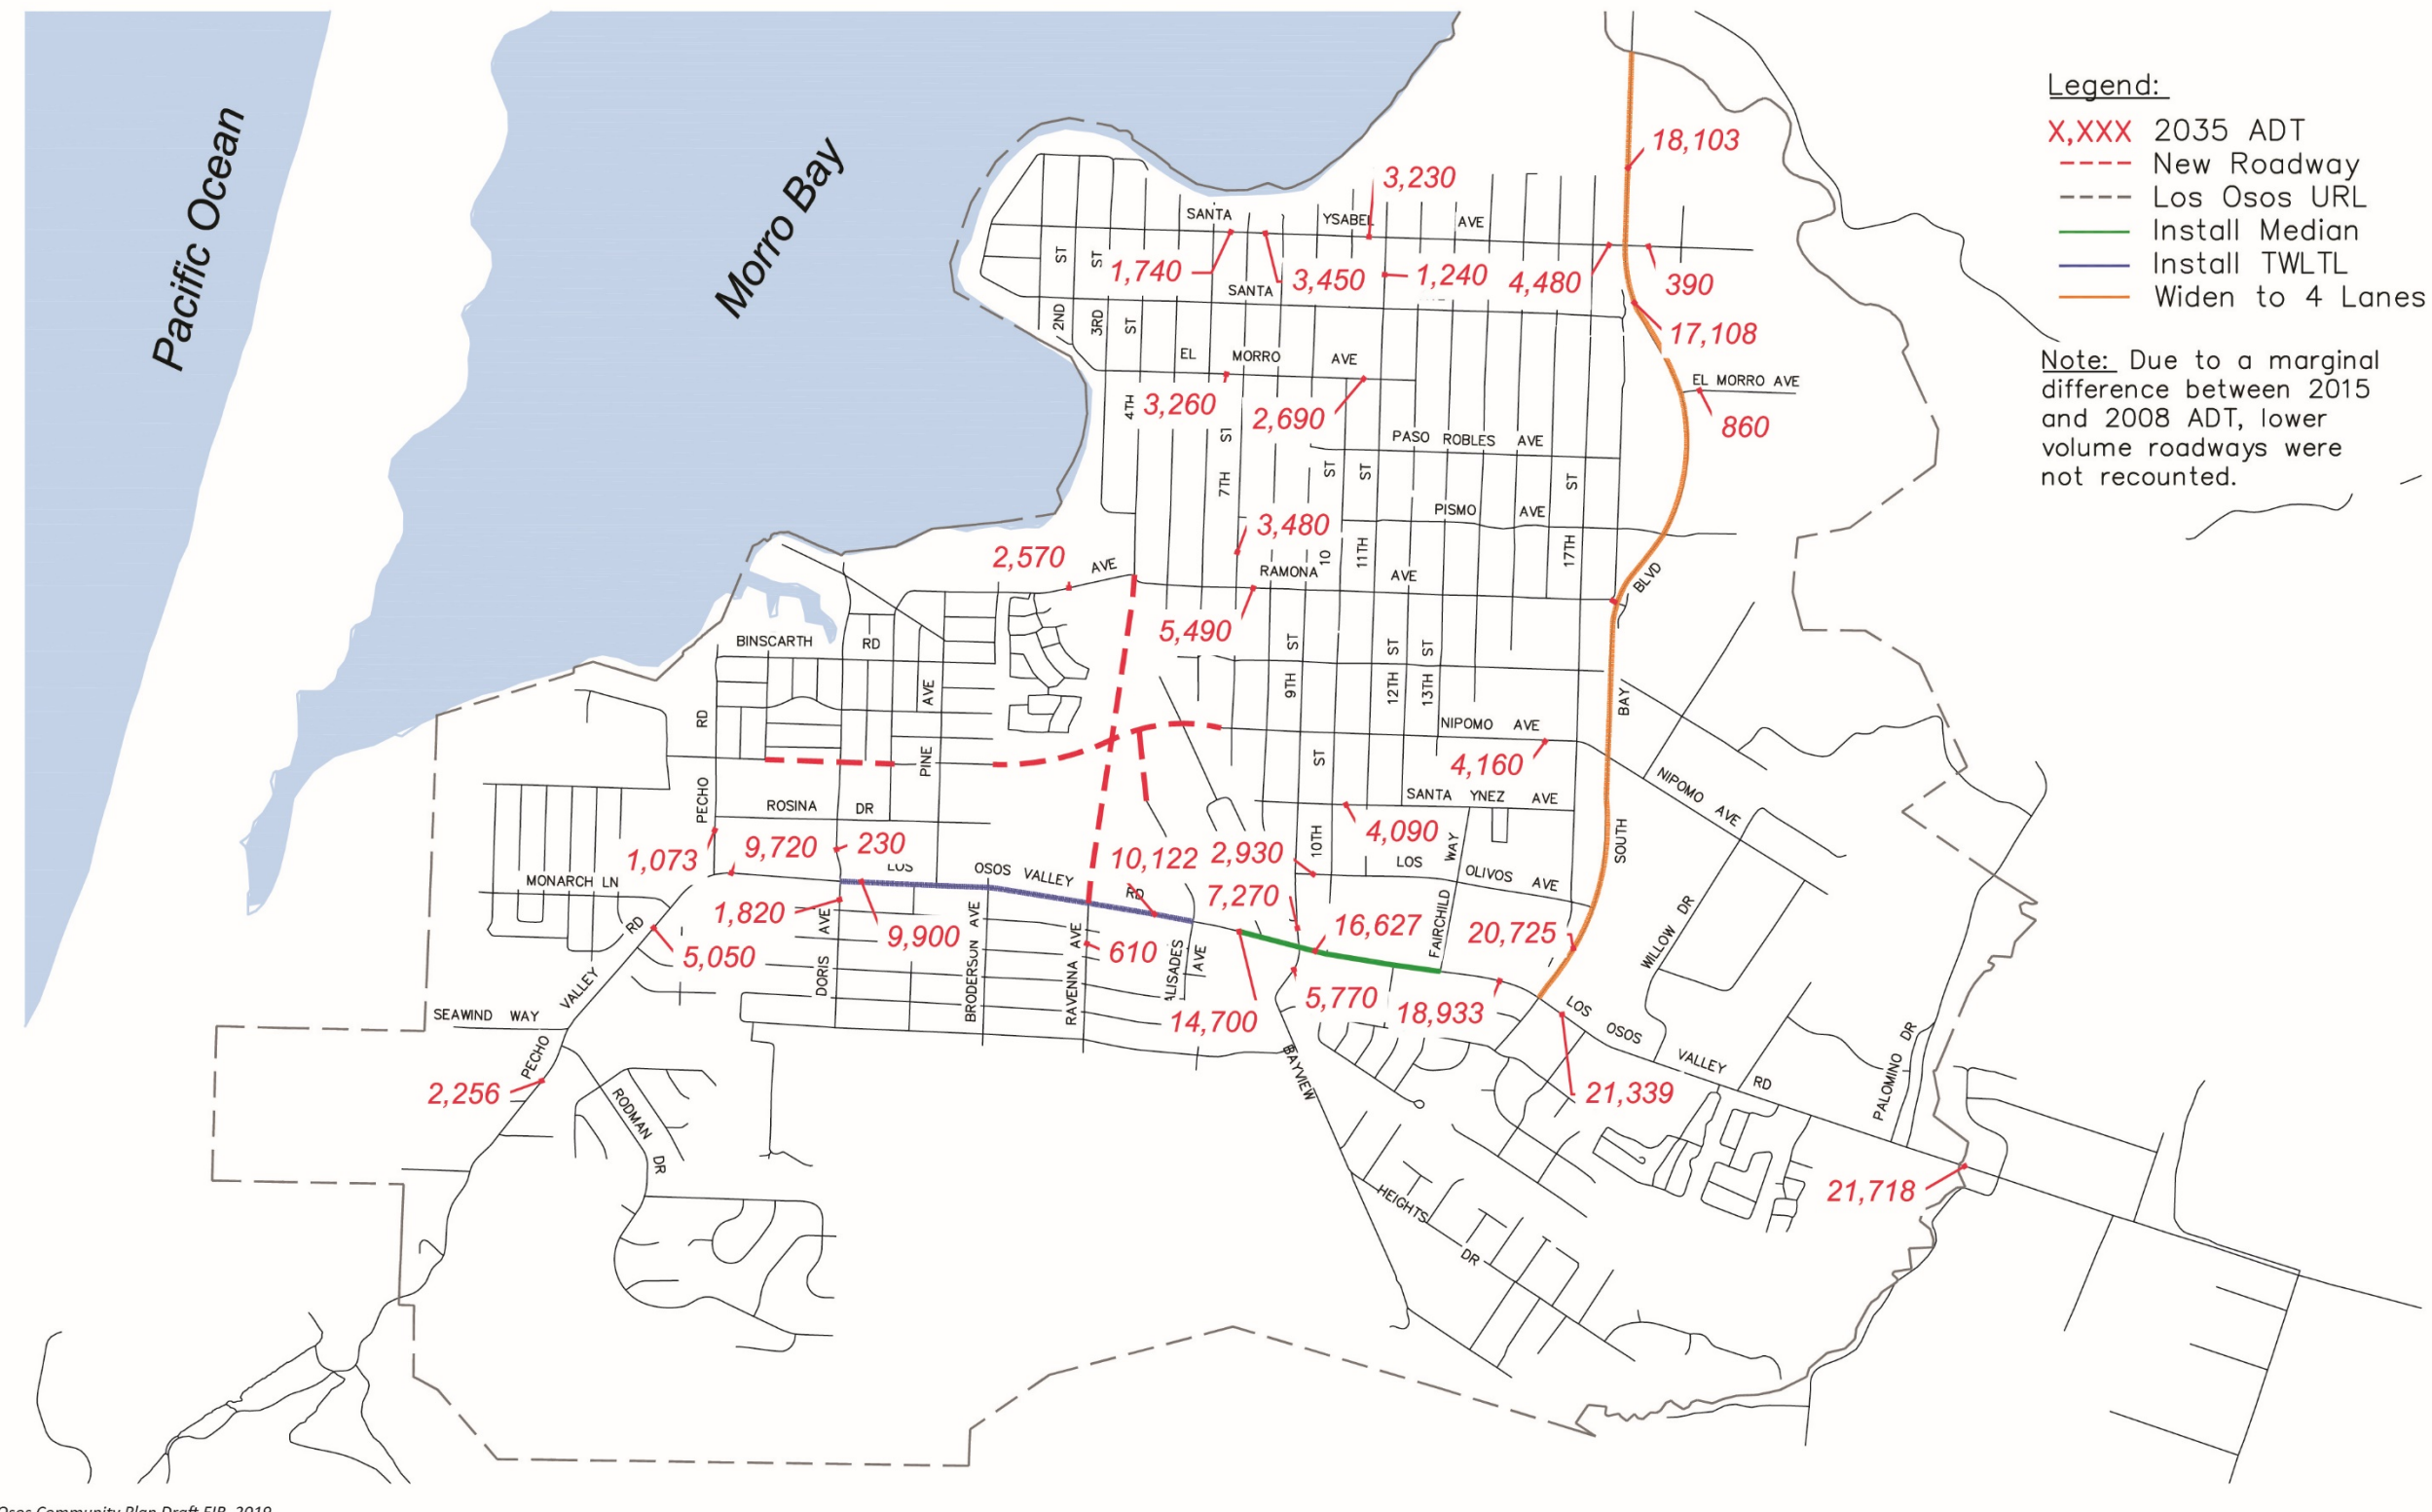 Pacific Ocean
Morro Bay
Legend:
X,XXX 2035 ADT
New Roadway
Los Osos URL
Install Median
Install TWLTL
Widen to 4 Lanes
Note: Due to a marginal
difference between 2015
and 2008 ADT, lower
volume roadways were
not recounted.
18,103
3,230
SANTA YSABEL AVE
ST
ST
1,740
3,450
1,240
4,480
390
SANTA
2ND
3RD
ST
17,108
EL MORRO AVE
EL MORRO AVE
4TH
3,260
2,690
860
ST
7TH
PASO ROBLES AVE
ST
ST
ST
PISMO AVE
3,480
10
11TH
17TH
2,570
AVE
RAMONA AVE
BLVD
5,490
BINSCARTH RD
ST
ST
ST
9TH
12TH
13TH
AVE
BAY
RD
NIPOMO AVE
PINE
ST
4,160
NIPOMO AVE
PECHO
ROSINA DR
SANTA YNEZ AVE
4,090
1,073
9,720
230
10,122
2,930
10TH
WAY
SOUTH
LOS OSOS VALLEY RD
LOS OLIVOS AVE
MONARCH LN
7,270
1,820
AVE
9,900
AVE
AVE
610
AVE
16,627
FAIRCHILD
20,725
WILLOW DR
RD
5,050
DORIS
BRODERSON
RAVENNA
ALISADES
VALLEY
5,770
18,933
14,700
SEAWIND WAY
LOS OSOS VALLEY RD
PECHO
BAYVIEW
PALOMINO DR
2,256
21,339
RODMAN DR
21,718
HEIGHTS DR
Osos Community Plan Draft EIR, 2019